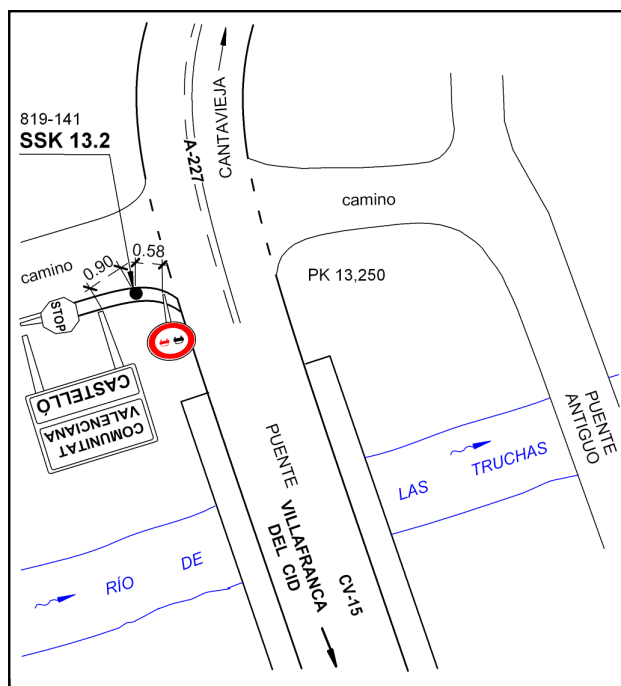 819-141
SSK 13.2
A-227
CANTAVIEJA
camino
camino
0.90
0.58
PK 13,250
STOP
CASTELLÓ
COMUNITAT
VALENCIANA
PUENTE
VILLAFRANCA
DEL CID
CV-15
PUENTE
ANTIGUO
RÍO DE LAS TRUCHAS